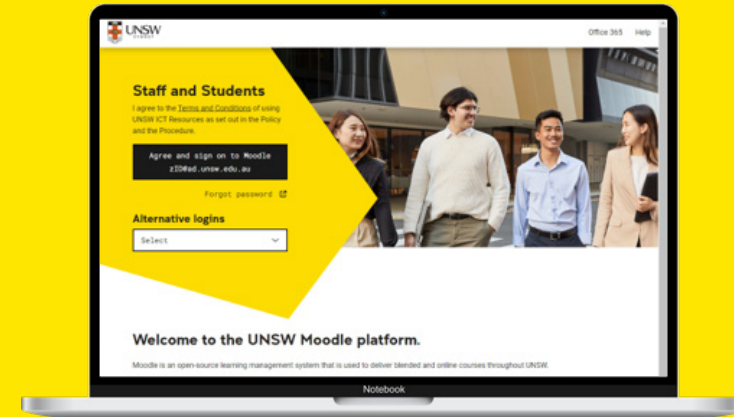 UNSW
SYDNEY
Office 365 Help
Staff and Students
I agree to the Terms and Conditions of using
UNSW ICT Resources as set out in the Policy
and the Procedure.
Agree and sign on to Moodle
zID@ad.unsw.edu.au
Forgot password
Alternative logins
Select
Welcome to the UNSW Moodle platform.
Moodle is an open-source learning management system that is used to deliver blended and online courses throughout UNSW.
Notebook